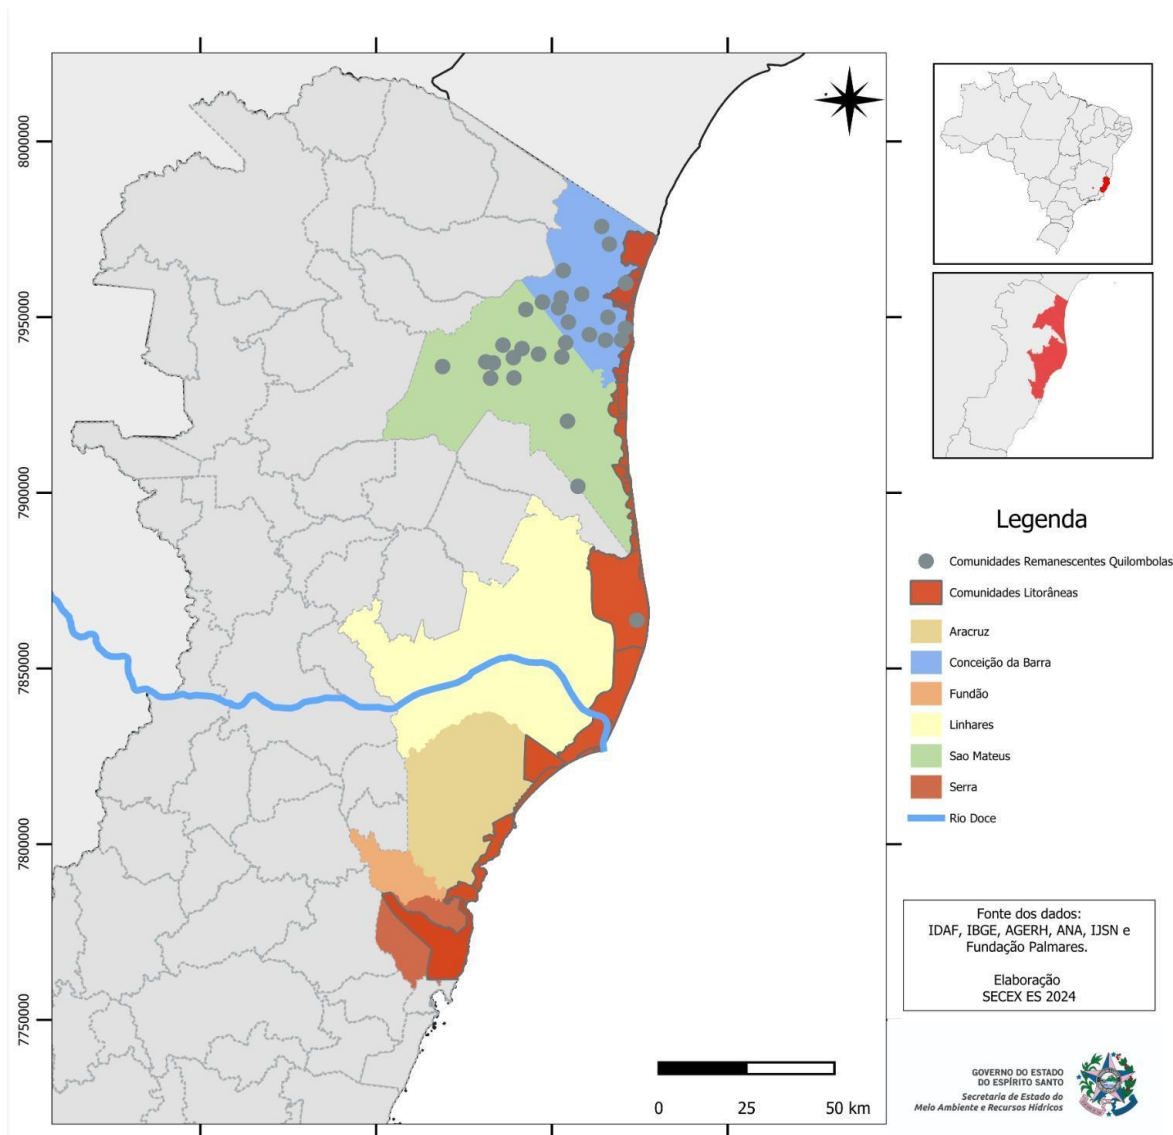 8000000
7950000
7900000
7850000
7800000
7750000
0
25
50 km
Legenda
Comunidades Remanescentes Quilombolas
Comunidades Litorâneas
Aracruz
Conceição da Barra
Fundão
Linhares
Sao Mateus
Serra
Rio Doce
Fonte dos dados:
IDAF, IBGE, AGERH, ANA, IJSN e
Fundação Palmares.
Elaboração
SECEX ES 2024
GOVERNO DO ESTADO
DO ESPÍRITO SANTO
Secretaria de Estado do
Meio Ambiente e Recursos Hídricos